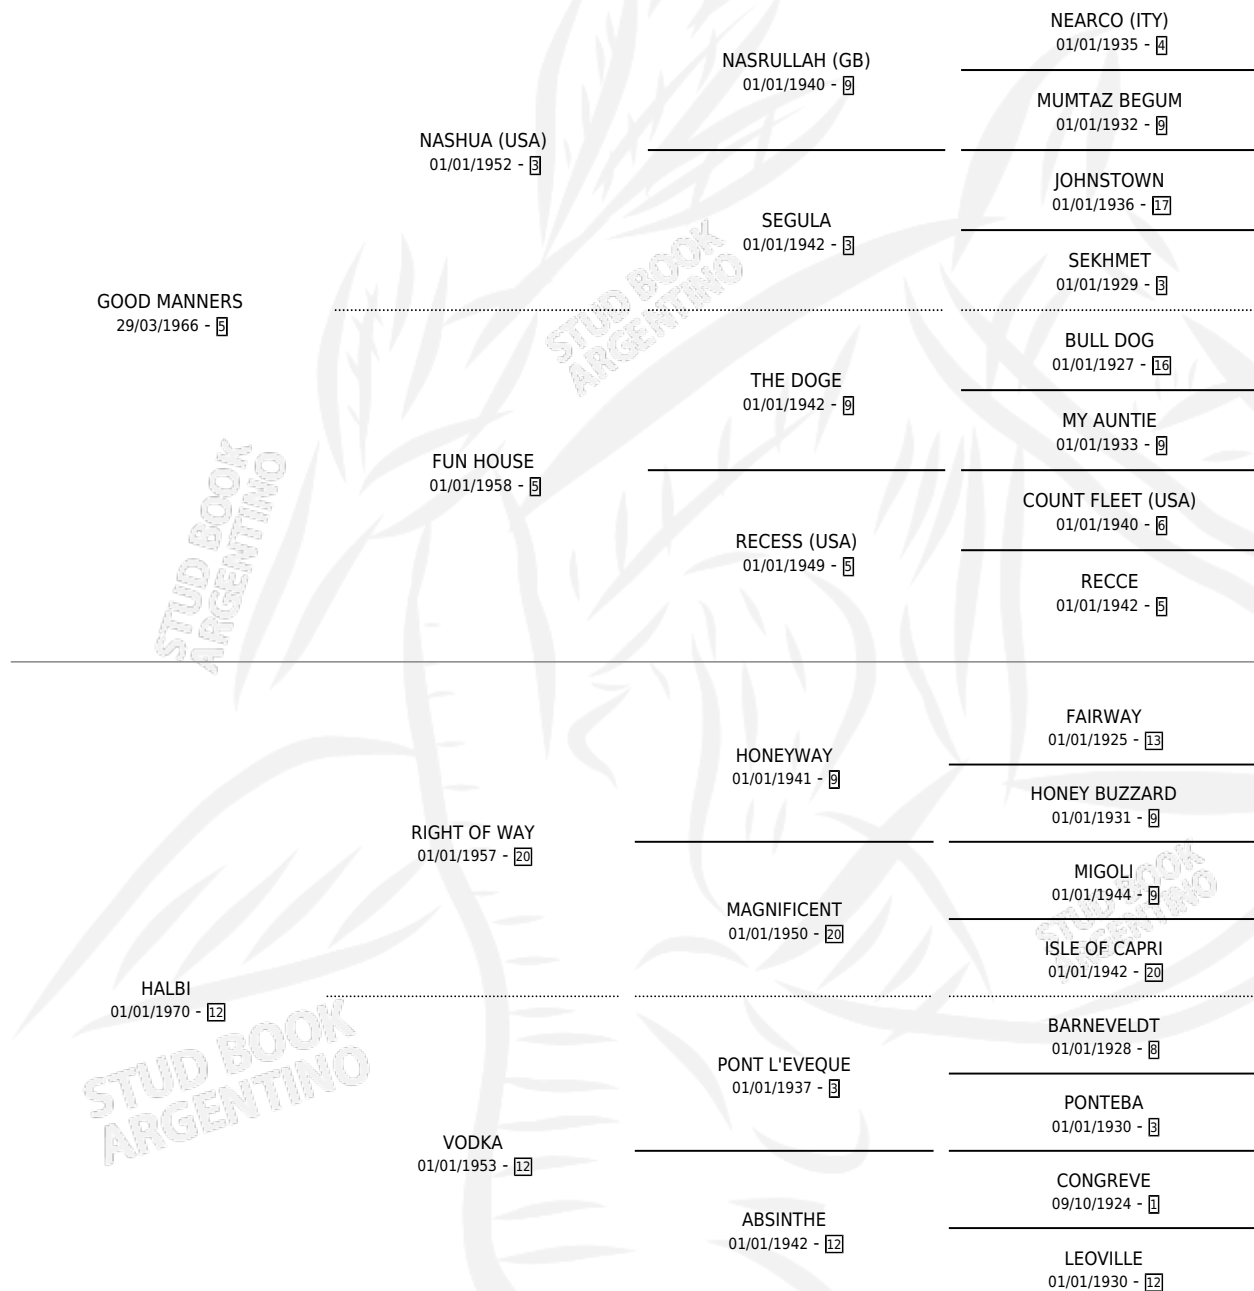 NEARCO (ITY)
01/01/1935 - 4
NASRULLAH (GB)
01/01/1940 - 9
MUMTAZ BEGUM
01/01/1932 - 9
NASHUA (USA)
01/01/1952 - 3
JOHNSTOWN
01/01/1936 - 17
SEGULA
01/01/1942 - 3
SEKHMET
01/01/1929 - 3
GOOD MANNERS
29/03/1966 - 5
STUD BOOK
ARGENTINO
BULL DOG
01/01/1927 - 16
THE DOGE
01/01/1942 - 9
MY AUNTIE
01/01/1933 - 9
FUN HOUSE
01/01/1958 - 5
COUNT FLEET (USA)
01/01/1940 - 6
RECESS (USA)
01/01/1949 - 5
RECCE
01/01/1942 - 5
STUD BOOK
ARGENTINO
FAIRWAY
01/01/1925 - 13
HONEYWAY
01/01/1941 - 9
HONEY BUZZARD
01/01/1931 - 9
RIGHT OF WAY
01/01/1957 - 20
MIGOLI
01/01/1944 - 9
MAGNIFICENT
01/01/1950 - 20
STUD BOOK
ARGENTINO
ISLE OF CAPRI
01/01/1942 - 20
HALBI
01/01/1970 - 12
STUD BOOK
ARGENTINO
BARNEVELDT
01/01/1928 - 8
PONT L'EVEQUE
01/01/1937 - 3
PONTEBA
01/01/1930 - 3
VODKA
01/01/1953 - 12
CONGREVE
09/10/1924 - 1
ABSINTHE
01/01/1942 - 12
LEOVILLE
01/01/1930 - 12